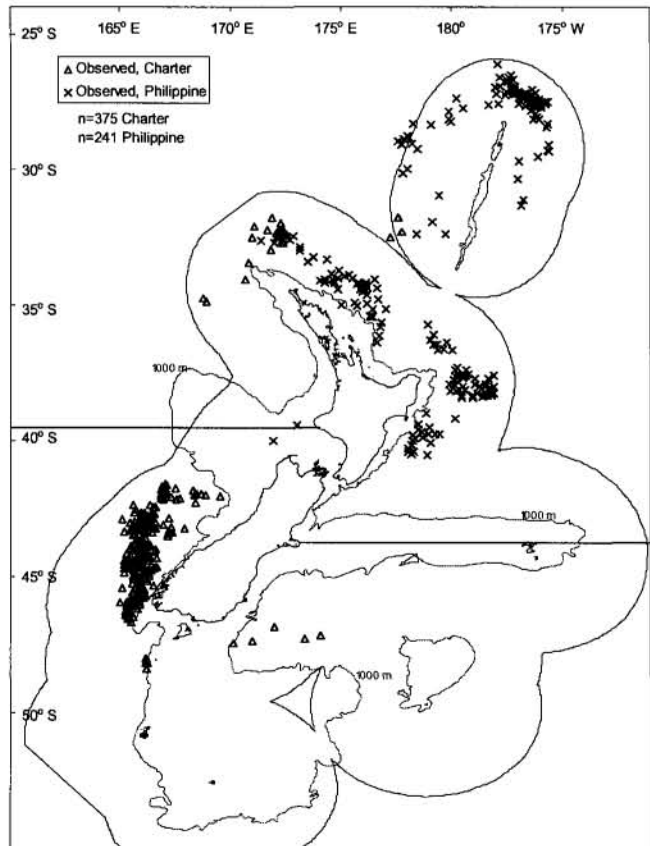 165° E 170° E 175° E 180° E 175° W
25° S
△ Observed, Charter
× Observed, Philippine
n=375 Charter
n=241 Philippine
30° S
35° S
1000 m
40° S
1000 m
45° S
1000 m
50° S